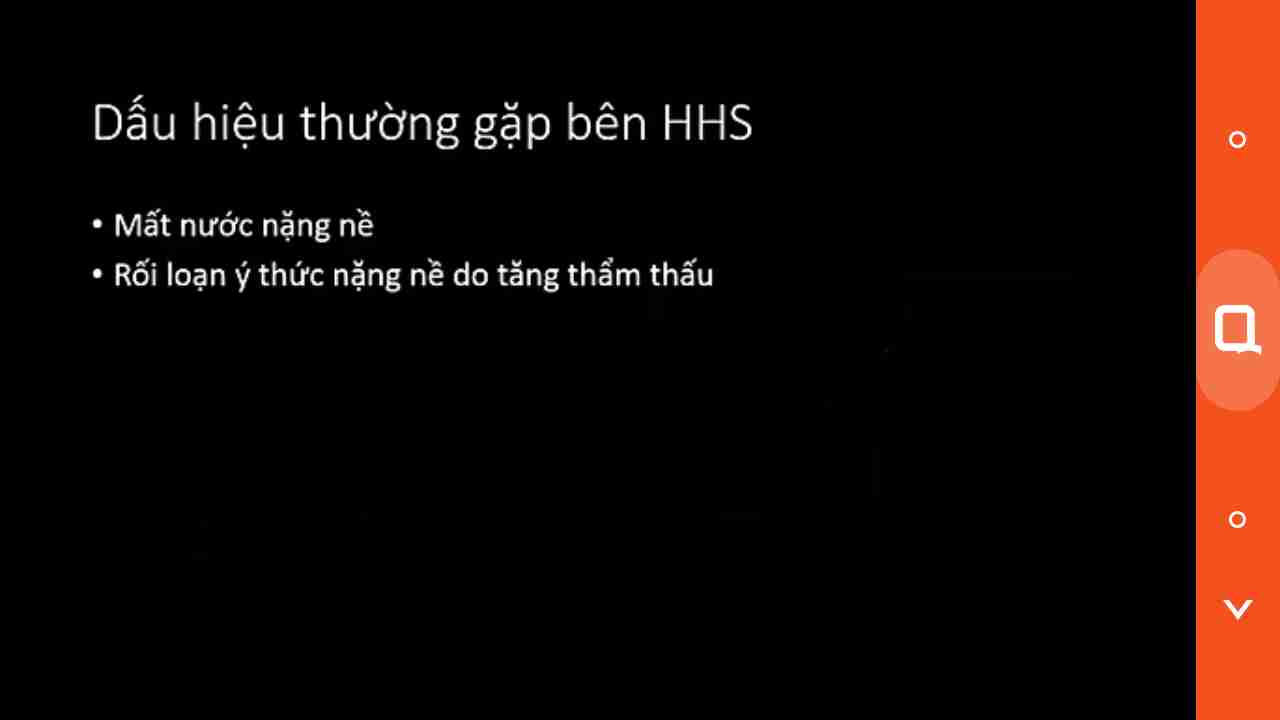 Dấu hiệu thường gặp bên HHS
• Mất nước nặng nề
• Rối loạn ý thức nặng nề do tăng thẩm thấu